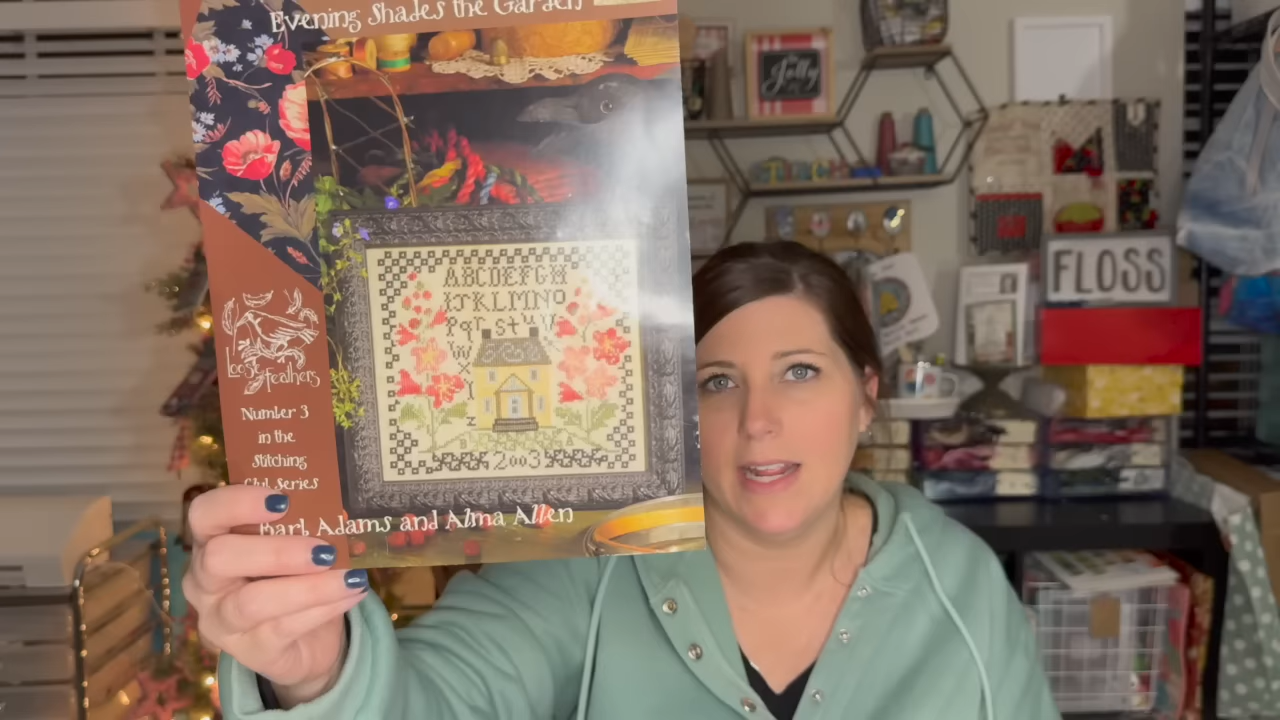 Evening Shades the Garden
Jolly
ABCDEFGH
IJKLMNO
Pqrstuv
W
X
Y
Z
2003
FLOSS
Loose
feathers
Number 3
in the
Stitching
Club Series
Barb Adams and Alma Allen